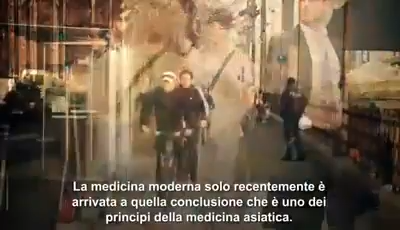 La medicina moderna solo recentemente è
arrivata a quella conclusione che è uno dei
principi della medicina asiatica.